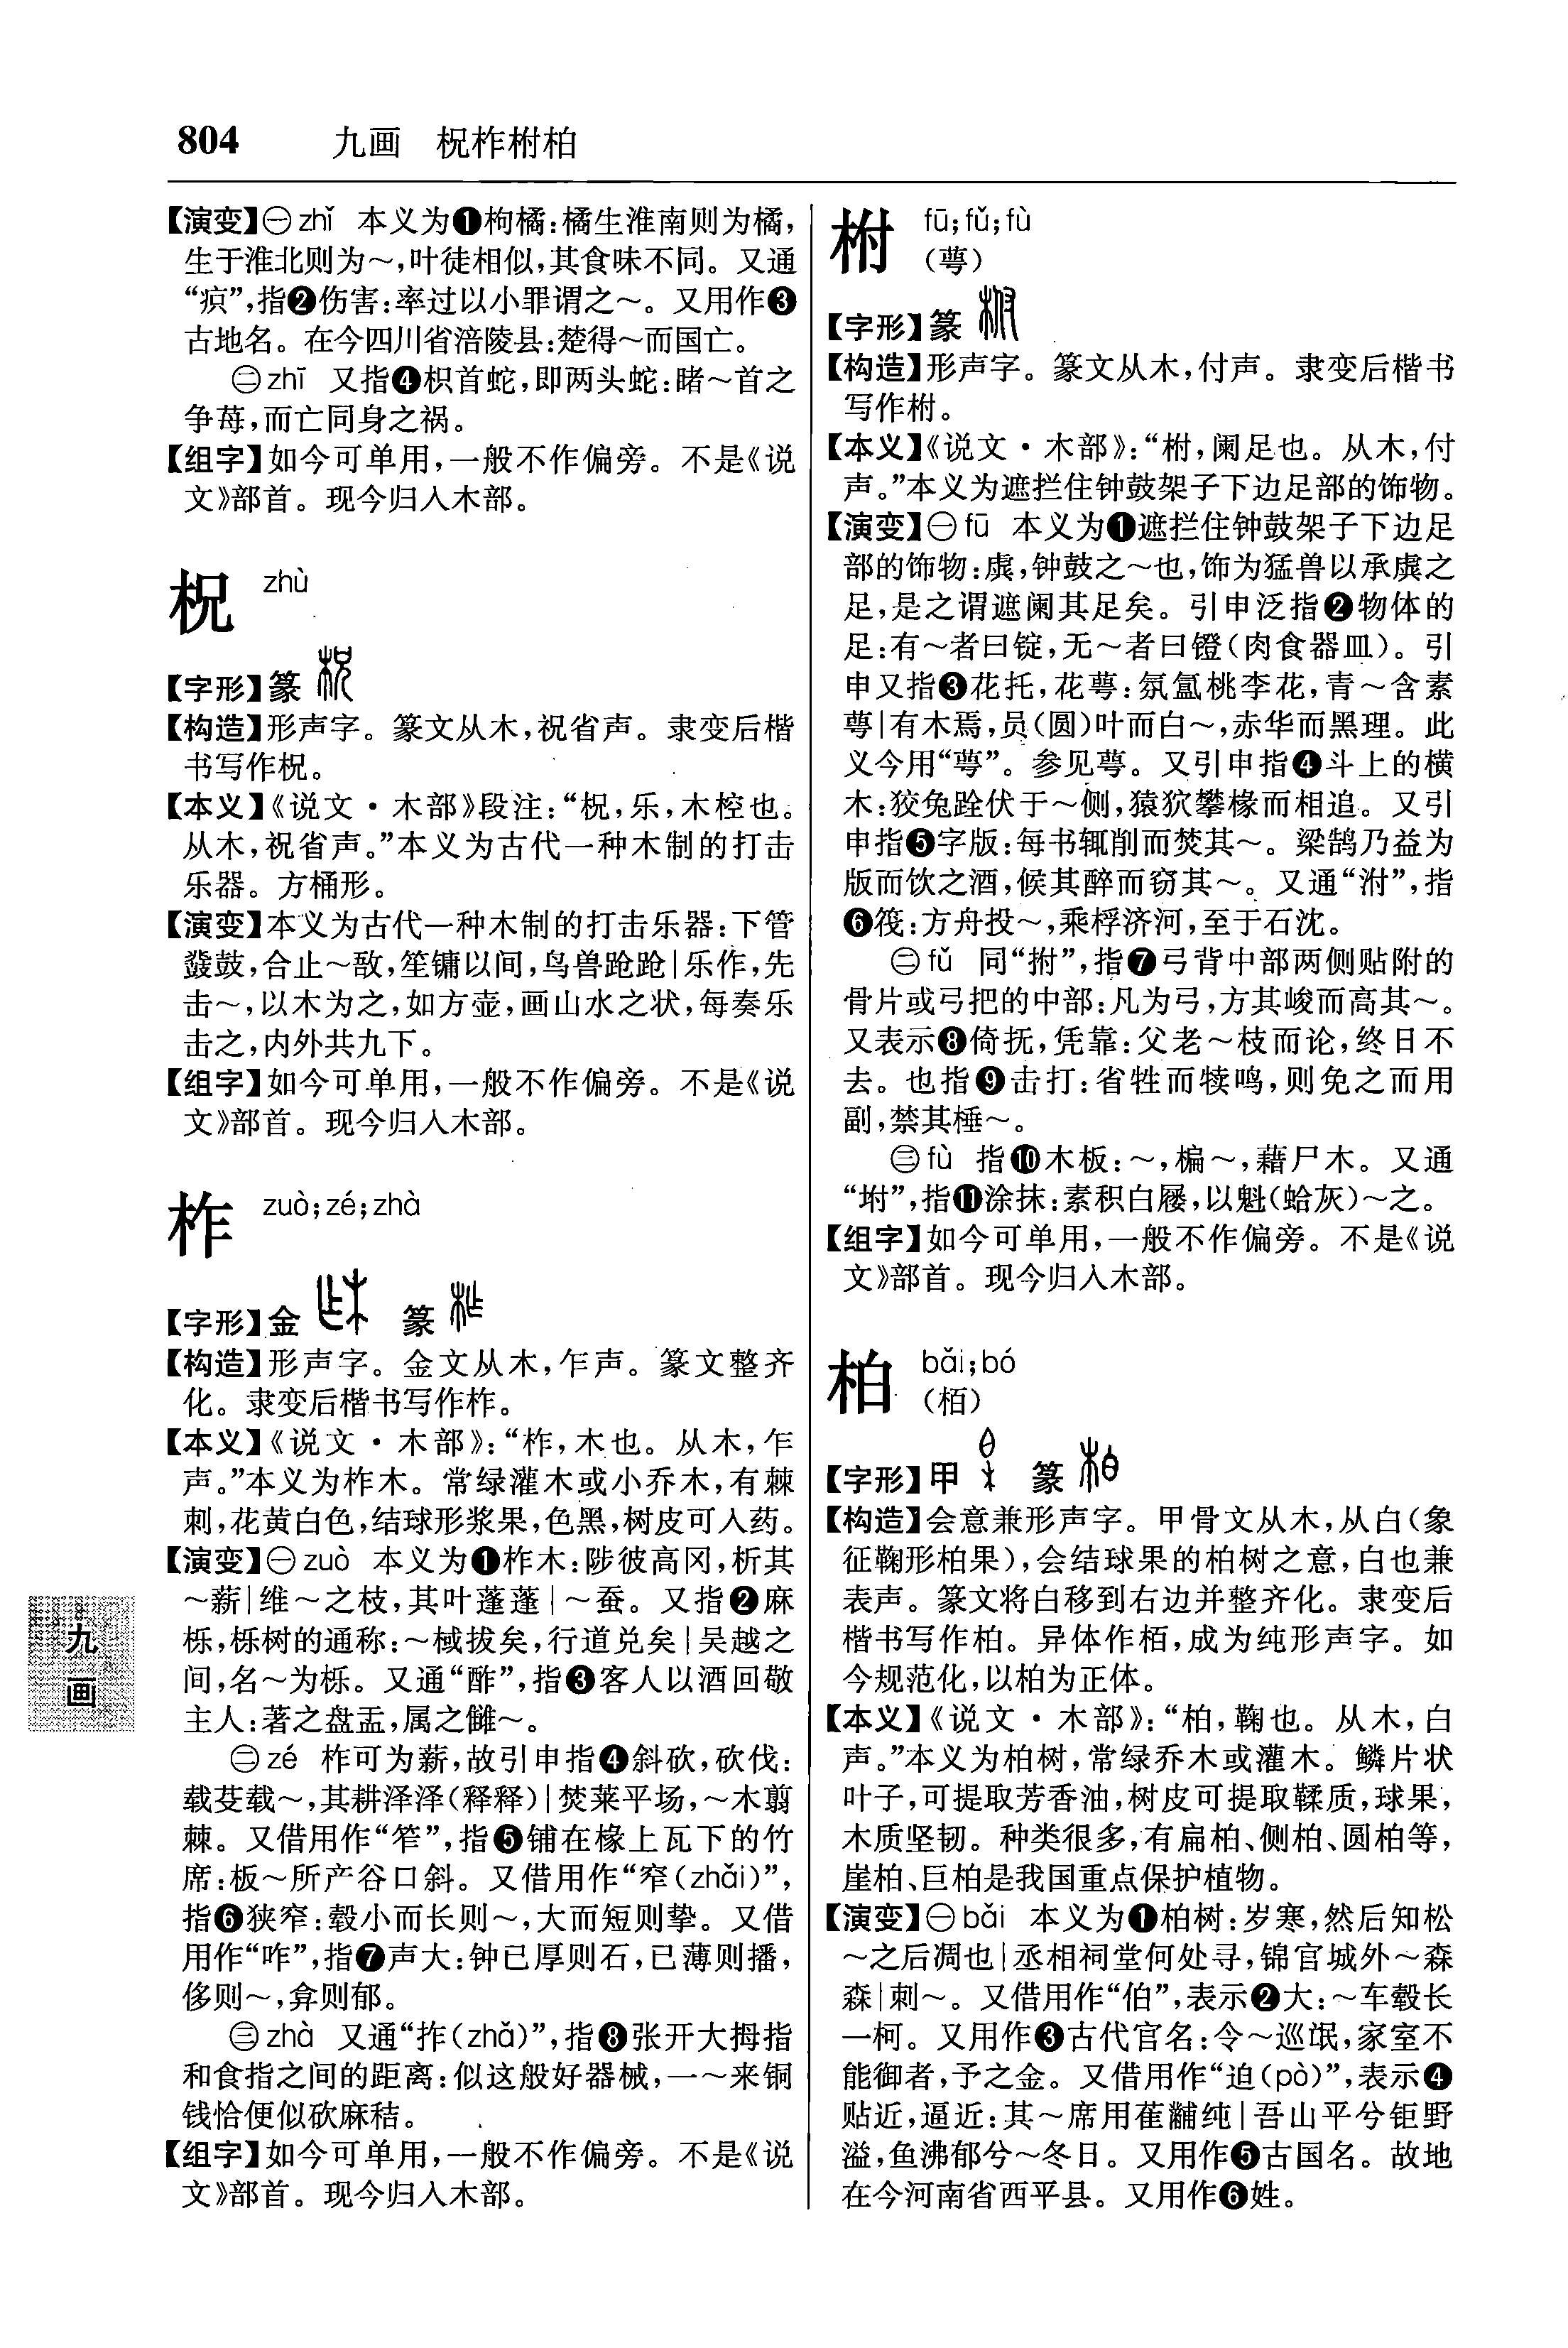 804 九画 柷柞柎柏
【演变】㊀zhǐ 本义为❶枸橘:橘生淮南则为橘,
生于淮北则为～,叶徒相似,其食味不同。又通
“疻”,指❷伤害:率过以小罪谓之～。又用作❸
古地名。在今四川省涪陵县:楚得～而国亡。
㊁zhī 又指❹枳首蛇,即两头蛇:睹～首之
争苺,而亡同身之祸。
【组字】如今可单用,一般不作偏旁。不是《说
文》部首。现今归入木部。
柷 zhù
【字形】篆
【构造】形声字。篆文从木,祝省声。隶变后楷
书写作柷。
【本义】《说文·木部》段注:“柷,乐,木椌也。
从木,祝省声。”本义为古代一种木制的打击
乐器。方桶形。
【演变】本义为古代一种木制的打击乐器:下管
鼗鼓,合止～敔,笙镛以间,鸟兽跄跄|乐作,先
击～,以木为之,如方壶,画山水之状,每奏乐
击之,内外共九下。
【组字】如今可单用,一般不作偏旁。不是《说
文》部首。现今归入木部。
柞 zuò;zé;zhà
【字形】金 篆
【构造】形声字。金文从木,乍声。篆文整齐
化。隶变后楷书写作柞。
【本义】《说文·木部》:“柞,木也。从木,乍
声。”本义为柞木。常绿灌木或小乔木,有棘
刺,花黄白色,结球形浆果,色黑,树皮可入药。
【演变】㊀zuò 本义为❶柞木:陟彼高冈,析其
～薪|维～之枝,其叶蓬蓬|～蚕。又指❷麻
栎,栎树的通称:～棫拔矣,行道兑矣|吴越之
间,名～为栎。又通“酢”,指❸客人以酒回敬
主人:著之盘盂,属之雠～。
㊁zé 柞可为薪,故引申指❹斜砍,砍伐:
载芟载～,其耕泽泽(释释)|焚莱平场,～木翦
棘。又借用作“笮”,指❺铺在椽上瓦下的竹
席:板～所产谷口斜。又借用作“窄(zhǎi)”,
指❻狭窄:毂小而长则～,大而短则挚。又借
用作“咋”,指❼声大:钟已厚则石,已薄则播,
侈则～,弇则郁。
㊂zhà 又通“拃(zhǎ)”,指❽张开大拇指
和食指之间的距离:似这般好器械,一～来铜
钱恰便似砍麻秸。
【组字】如今可单用,一般不作偏旁。不是《说
文》部首。现今归入木部。
柎 fū;fǔ;fù
(萼)
【字形】篆
【构造】形声字。篆文从木,付声。隶变后楷书
写作柎。
【本义】《说文·木部》:“柎,阑足也。从木,付
声。”本义为遮拦住钟鼓架子下边足部的饰物。
【演变】㊀fū 本义为❶遮拦住钟鼓架子下边足
部的饰物:虡,钟鼓之～也,饰为猛兽以承虡之
足,是之谓遮阑其足矣。引申泛指❷物体的
足:有～者曰锭,无～者曰镫(肉食器皿)。引
申又指❸花托,花萼:氛氲桃李花,青～含素
萼|有木焉,员(圆)叶而白～,赤华而黑理。此
义今用“萼”。参见萼。又引申指❹斗上的横
木:狡兔跧伏于～侧,猿狖攀椽而相追。又引
申指❺字版:每书辄削而焚其～。梁鹄乃益为
版而饮之酒,候其醉而窃其～。又通“泭”,指
❻筏:方舟投～,乘桴济河,至于石沈。
㊁fǔ 同“拊”,指❼弓背中部两侧贴附的
骨片或弓把的中部:凡为弓,方其峻而高其～。
又表示❽倚抚,凭靠:父老～枝而论,终日不
去。也指❾击打:省牲而犊鸣,则免之而用
副,禁其棰～。
㊂fù 指❿木板:～,楄～,藉尸木。又通
“坿”,指⓫涂抹:素积白屦,以魁(蛤灰)～之。
【组字】如今可单用,一般不作偏旁。不是《说
文》部首。现今归入木部。
柏 bǎi;bó
(栢)
【字形】甲 篆
【构造】会意兼形声字。甲骨文从木,从白(象
征鞠形柏果),会结球果的柏树之意,白也兼
表声。篆文将白移到右边并整齐化。隶变后
楷书写作柏。异体作栢,成为纯形声字。如
今规范化,以柏为正体。
【本义】《说文·木部》:“柏,鞠也。从木,白
声。”本义为柏树,常绿乔木或灌木。鳞片状
叶子,可提取芳香油,树皮可提取鞣质,球果,
木质坚韧。种类很多,有扁柏、侧柏、圆柏等,
崖柏、巨柏是我国重点保护植物。
【演变】㊀bǎi 本义为❶柏树:岁寒,然后知松
～之后凋也|丞相祠堂何处寻,锦官城外～森
森|刺～。又借用作“伯”,表示❷大:～车毂长
一柯。又用作❸古代官名:令～巡氓,家室不
能御者,予之金。又借用作“迫(pò)”,表示❹
贴近,逼近:其～席用萑黼纯|吾山平兮钜野
溢,鱼沸郁兮～冬日。又用作❺古国名。故地
在今河南省西平县。又用作❻姓。
九
画